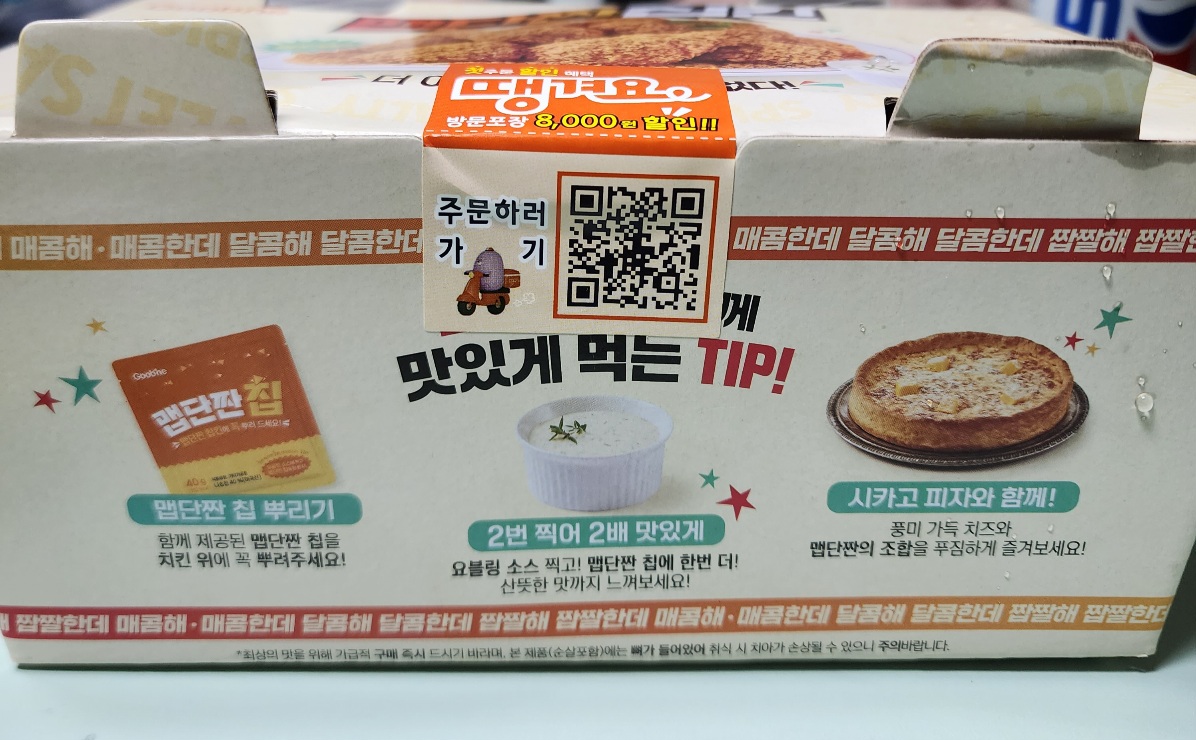 첫주문 할인 혜택
땡겨요
방문포장 8,000원 할인!!
주문하러
가 기
매콤해·매콤한데 달콤해 달콤한데
매콤한데 달콤해 달콤한데 짭짤해 짭짤한
맛있게 먹는 TIP!
Goobne
맵단짠 칩
40g
맵단짠 칩 뿌리기
함께 제공된 맵단짠 칩을
치킨 위에 꼭 뿌려주세요!
2번 찍어 2배 맛있게
요블링 소스 찍고! 맵단짠 칩에 한번 더!
산뜻한 맛까지 느껴보세요!
시카고 피자와 함께!
풍미 가득 치즈와
맵단짠의 조합을 푸짐하게 즐겨보세요!
짭짤한데 매콤해·매콤한데 달콤해 달콤한데 짭짤해 짭짤한데 매콤해·매콤한데 달콤해 달콤한데 짭짤해 짭짤한데
*최상의 맛을 위해 가급적 구매 즉시 드시기 바라며, 본 제품(순살포함)에는 뼈가 들어있어 취식 시 치아가 손상될 수 있으니 주의바랍니다.